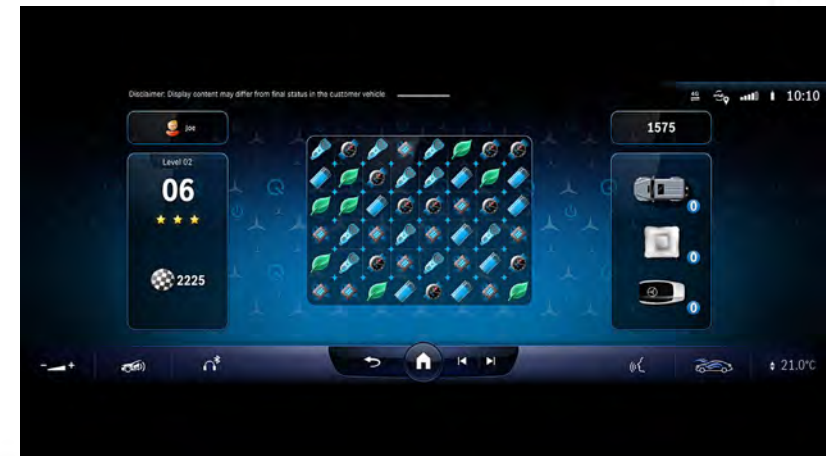 Disclaimer: Display content may differ from final status in the customer vehicle.
4G
10:10
Joe
1575
Level 02
06
0
2225
0
0
21.0°C